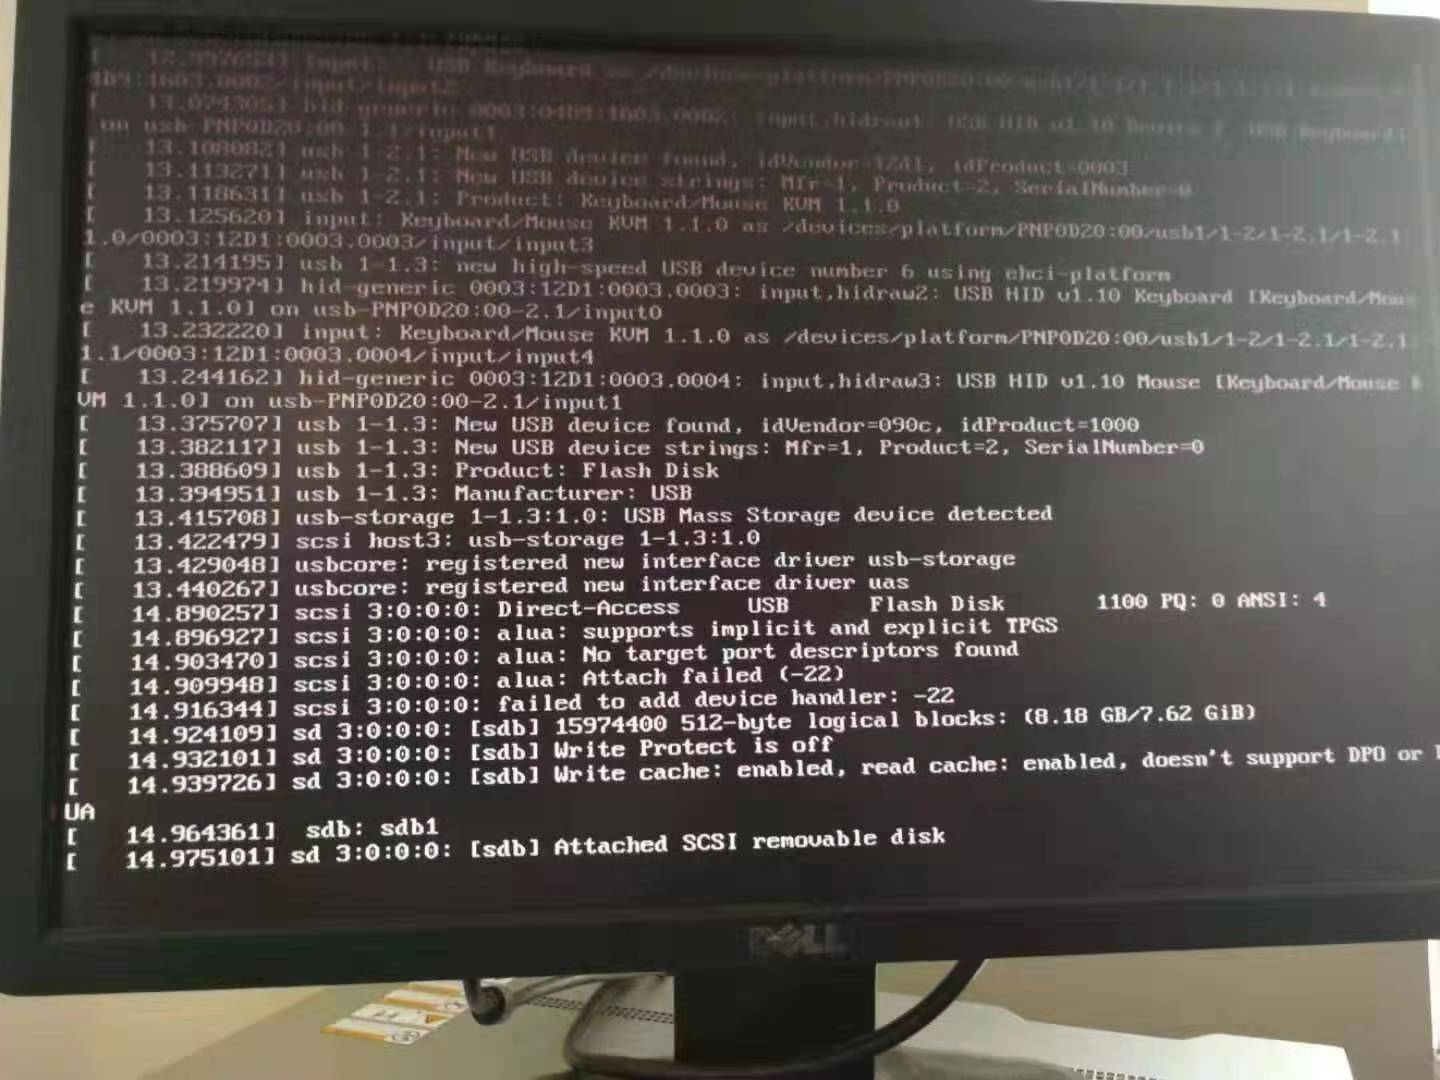 USB Keyboard
4D9:1603.0002/input/input2
[ 13.074305] hid-generic 0003:04D9:1603.0002: input,hidraw1: USB HID v1.10 Device [ USB Keyboard]
on usb-PNP0D20:00-1.1/input1
[ 13.108082] usb 1-2.1: New USB device found, idVendor=12d1, idProduct=0003
[ 13.113271] usb 1-2.1: New USB device strings: Mfr=1, Product=2, SerialNumber=0
[ 13.118631] usb 1-2.1: Product: Keyboard/Mouse KVM 1.1.0
[ 13.125620] input: Keyboard/Mouse KVM 1.1.0 as /devices/platform/PNP0D20:00/usb1/1-2/1-2.1/1-2.1:
1.0/0003:12D1:0003.0003/input/input3
[ 13.214195] usb 1-1.3: new high-speed USB device number 6 using ehci-platform
[ 13.219974] hid-generic 0003:12D1:0003.0003: input,hidraw2: USB HID v1.10 Keyboard [Keyboard/Mous
e KVM 1.1.0] on usb-PNP0D20:00-2.1/input0
[ 13.232220] input: Keyboard/Mouse KVM 1.1.0 as /devices/platform/PNP0D20:00/usb1/1-2/1-2.1/1-2.1:
1.1/0003:12D1:0003.0004/input/input4
[ 13.244162] hid-generic 0003:12D1:0003.0004: input,hidraw3: USB HID v1.10 Mouse [Keyboard/Mouse K
VM 1.1.0] on usb-PNP0D20:00-2.1/input1
[ 13.375707] usb 1-1.3: New USB device found, idVendor=090c, idProduct=1000
[ 13.382117] usb 1-1.3: New USB device strings: Mfr=1, Product=2, SerialNumber=0
[ 13.388609] usb 1-1.3: Product: Flash Disk
[ 13.394951] usb 1-1.3: Manufacturer: USB
[ 13.415708] usb-storage 1-1.3:1.0: USB Mass Storage device detected
[ 13.422479] scsi host3: usb-storage 1-1.3:1.0
[ 13.429048] usbcore: registered new interface driver usb-storage
[ 13.440267] usbcore: registered new interface driver uas
[ 14.890257] scsi 3:0:0:0: Direct-Access USB Flash Disk 1100 PQ: 0 ANSI: 4
[ 14.896927] scsi 3:0:0:0: alua: supports implicit and explicit TPGS
[ 14.903470] scsi 3:0:0:0: alua: No target port descriptors found
[ 14.909948] scsi 3:0:0:0: alua: Attach failed (-22)
[ 14.916344] scsi 3:0:0:0: failed to add device handler: -22
[ 14.924109] sd 3:0:0:0: [sdb] 15974400 512-byte logical blocks: (8.18 GB/7.62 GiB)
[ 14.932101] sd 3:0:0:0: [sdb] Write Protect is off
[ 14.939726] sd 3:0:0:0: [sdb] Write cache: enabled, read cache: enabled, doesn't support DPO or F
UA
[ 14.964361] sdb: sdb1
[ 14.975101] sd 3:0:0:0: [sdb] Attached SCSI removable disk
DELL